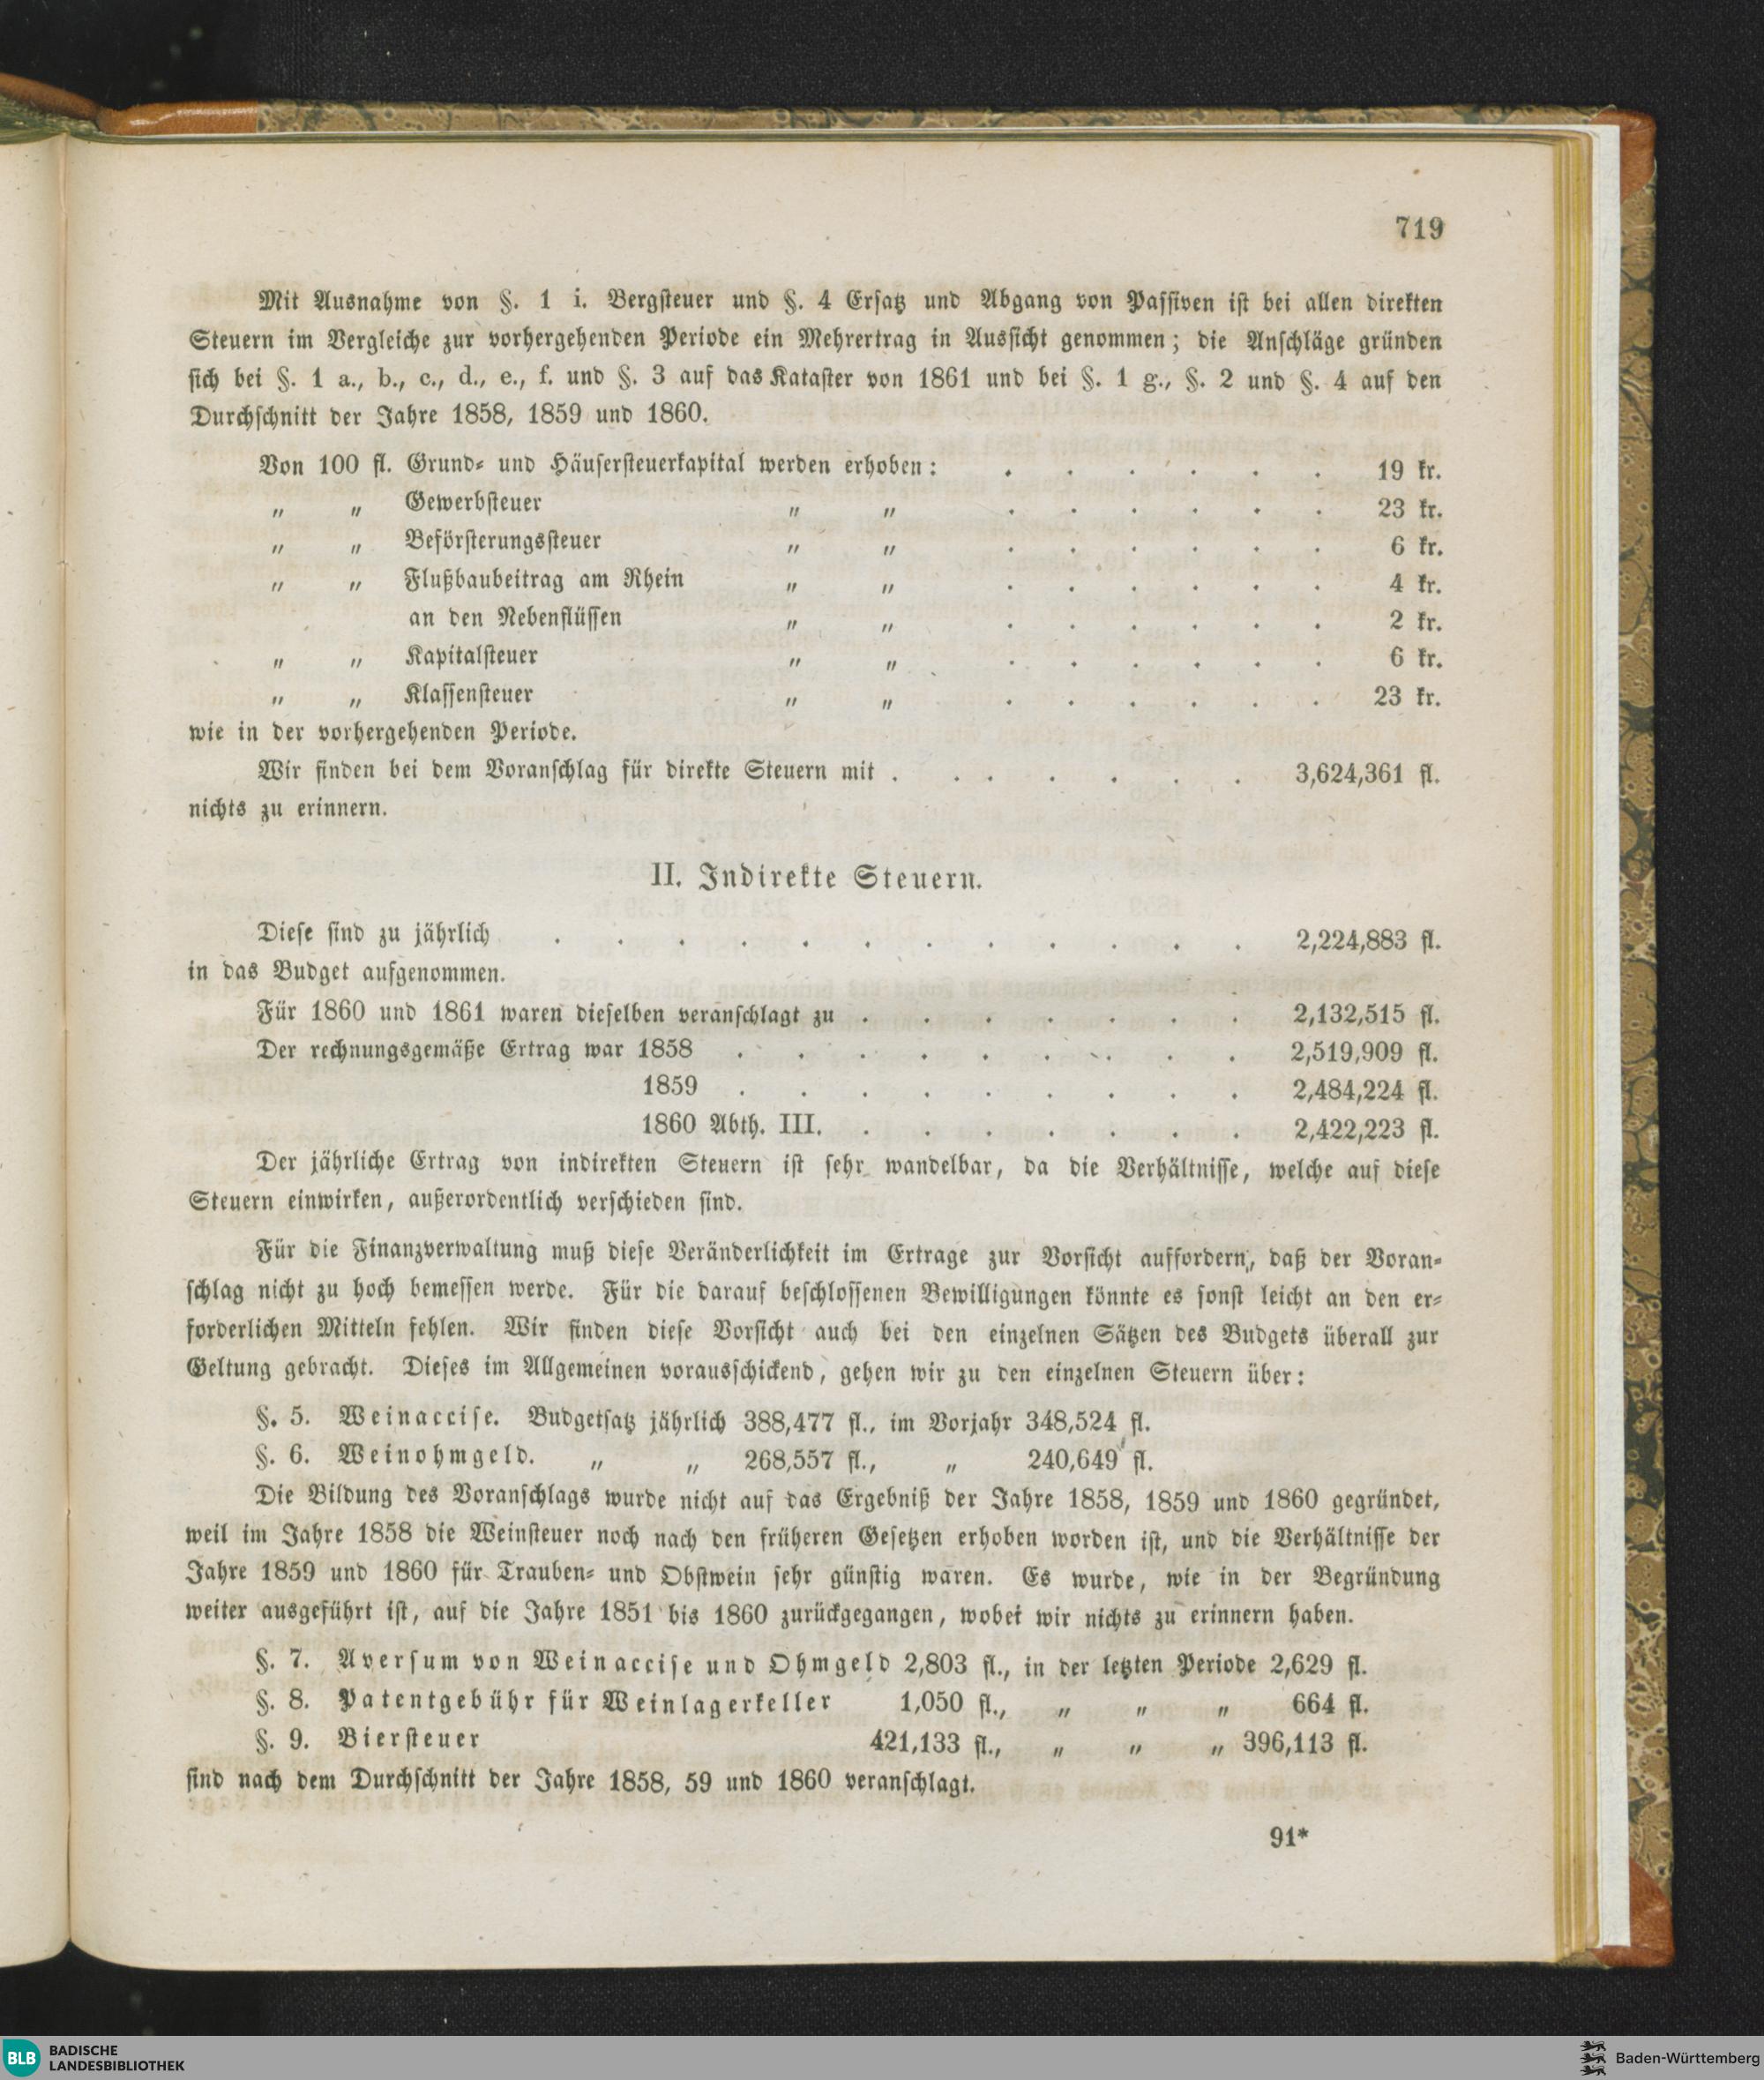 719
Mit Ausnahme von §. 1 i. Bergsteuer und §. 4 Ersatz und Abgang von Passiven ist bei allen direkten
Steuern im Vergleiche zur vorhergehenden Periode ein Mehrertrag in Aussicht genommen; die Anschläge gründen
sich bei §. 1 a., b., c., d., e., f. und §. 3 auf das Kataster von 1861 und bei §. 1 g., §. 2 und §. 4 auf den
Durchschnitt der Jahre 1858, 1859 und 1860.
Von 100 fl. Grund- und Häusersteuerkapital werden erhoben: . . . . . . 19 kr.
„ „ Gewerbsteuer „ „ . . . . . . 23 kr.
„ „ Beförsterungssteuer „ „ . . . . . . 6 kr.
„ „ Flußbaubeitrag am Rhein „ „ . . . . . . 4 kr.
an den Nebenflüssen „ „ . . . . . . 2 kr.
„ „ Kapitalsteuer „ „ . . . . . . 6 kr.
„ „ Klassensteuer „ „ . . . . . . 23 kr.
wie in der vorhergehenden Periode.
Wir finden bei dem Voranschlag für direkte Steuern mit . . . . . . . 3,624,361 fl.
nichts zu erinnern.
II. Indirekte Steuern.
Diese sind zu jährlich . . . . . . . . . . . . 2,224,883 fl.
in das Budget aufgenommen.
Für 1860 und 1861 waren dieselben veranschlagt zu . . . . . . . 2,132,515 fl.
Der rechnungsgemäße Ertrag war 1858 . . . . . . . . . 2,519,909 fl.
1859 . . . . . . . . . 2,484,224 fl.
1860 Abth. III. . . . . . . . 2,422,223 fl.
Der jährliche Ertrag von indirekten Steuern ist sehr wandelbar, da die Verhältnisse, welche auf diese
Steuern einwirken, außerordentlich verschieden sind.
Für die Finanzverwaltung muß diese Veränderlichkeit im Ertrage zur Vorsicht auffordern, daß der Voran-
schlag nicht zu hoch bemessen werde. Für die darauf beschlossenen Bewilligungen könnte es sonst leicht an den er-
forderlichen Mitteln fehlen. Wir finden diese Vorsicht auch bei den einzelnen Sätzen des Budgets überall zur
Geltung gebracht. Dieses im Allgemeinen vorausschickend, gehen wir zu den einzelnen Steuern über:
§. 5. Weinaccise. Budgetsatz jährlich 388,477 fl., im Vorjahr 348,524 fl.
§. 6. Weinohmgeld. „ „ 268,557 fl., „ 240,649 fl.
Die Bildung des Voranschlags wurde nicht auf das Ergebniß der Jahre 1858, 1859 und 1860 gegründet,
weil im Jahre 1858 die Weinsteuer noch nach den früheren Gesetzen erhoben worden ist, und die Verhältnisse der
Jahre 1859 und 1860 für Trauben- und Obstwein sehr günstig waren. Es wurde, wie in der Begründung
weiter ausgeführt ist, auf die Jahre 1851 bis 1860 zurückgegangen, wobei wir nichts zu erinnern haben.
§. 7. Aversum von Weinaccise und Ohmgeld 2,803 fl., in der letzten Periode 2,629 fl.
§. 8. Patentgebühr für Weinlagerkeller 1,050 fl., „ „ „ 664 fl.
§. 9. Biersteuer 421,133 fl., „ „ „ 396,113 fl.
sind nach dem Durchschnitt der Jahre 1858, 59 und 1860 veranschlagt.
91*
BLB BADISCHE
LANDESBIBLIOTHEK
Baden-Württemberg